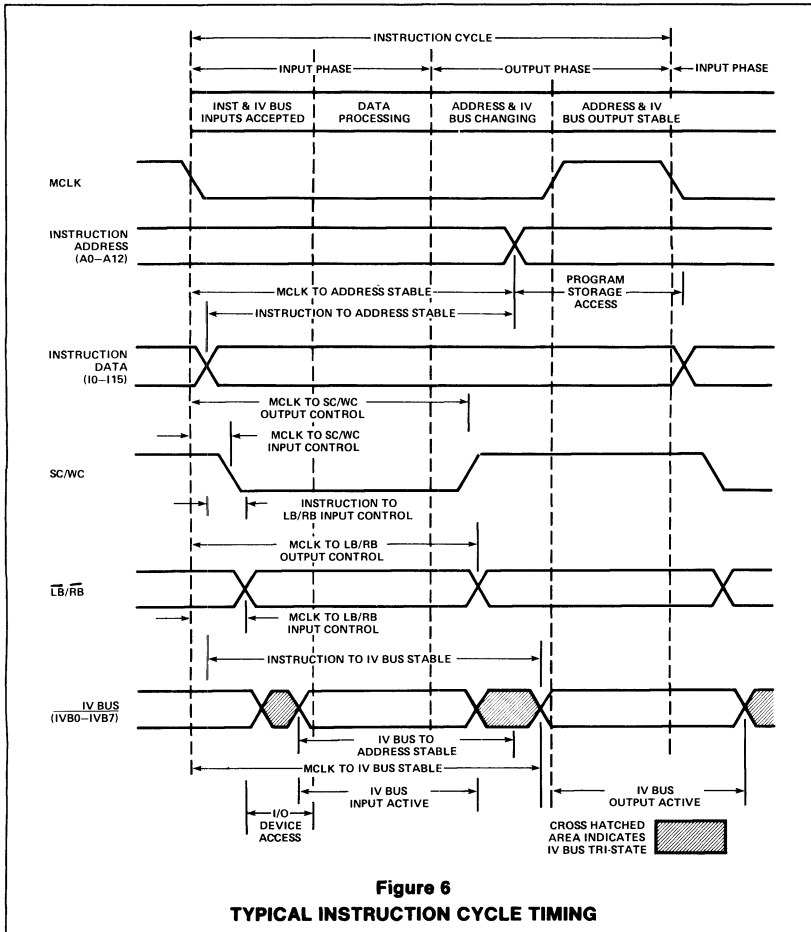 INSTRUCTION CYCLE
INPUT PHASE
OUTPUT PHASE
INPUT PHASE
INST & IV BUS
INPUTS ACCEPTED
DATA
PROCESSING
ADDRESS & IV
BUS CHANGING
ADDRESS & IV
BUS OUTPUT STABLE
MCLK
INSTRUCTION
ADDRESS
(A0–A12)
MCLK TO ADDRESS STABLE
PROGRAM
STORAGE
ACCESS
INSTRUCTION TO ADDRESS STABLE
INSTRUCTION
DATA
(I0–I15)
MCLK TO SC/WC
OUTPUT CONTROL
MCLK TO SC/WC
INPUT CONTROL
SC/WC
INSTRUCTION TO
LB/RB INPUT CONTROL
MCLK TO LB/RB
OUTPUT CONTROL
LB/RB
MCLK TO LB/RB
INPUT CONTROL
INSTRUCTION TO IV BUS STABLE
IV BUS
(IVB0–IVB7)
IV BUS TO
ADDRESS STABLE
MCLK TO IV BUS STABLE
IV BUS
INPUT ACTIVE
IV BUS
OUTPUT ACTIVE
I/O
DEVICE
ACCESS
CROSS HATCHED
AREA INDICATES
IV BUS TRI-STATE
Figure 6
TYPICAL INSTRUCTION CYCLE TIMING